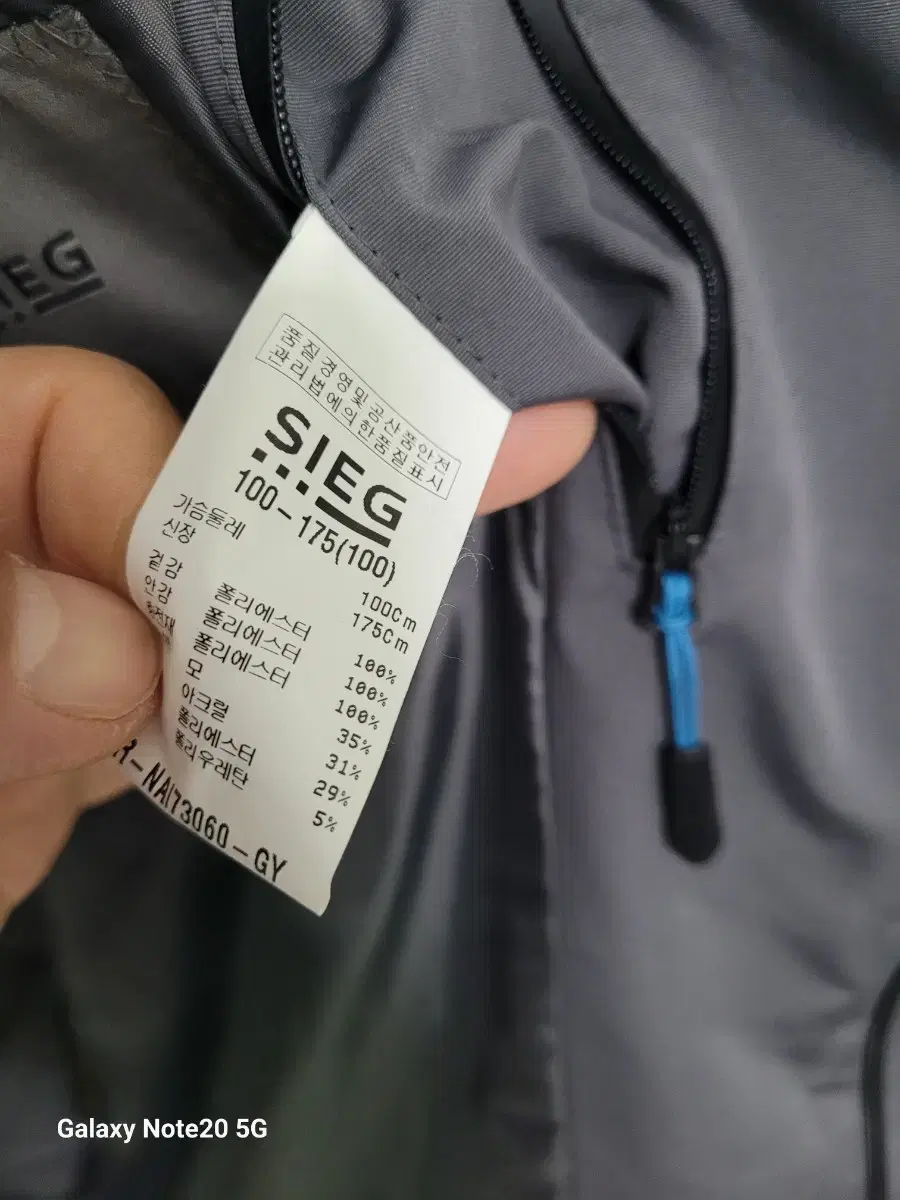 SIEG
품질경영및공산품안전
관리법에의한품질표시
SIEG
100-175(100)
가슴둘레 100Cm
신장 175Cm
겉감 폴리에스터 100%
안감 폴리에스터 100%
충전재 폴리에스터 100%
모 35%
아크릴 31%
폴리에스터 29%
폴리우레탄 5%
R-NAI73060-GY
Galaxy Note20 5G